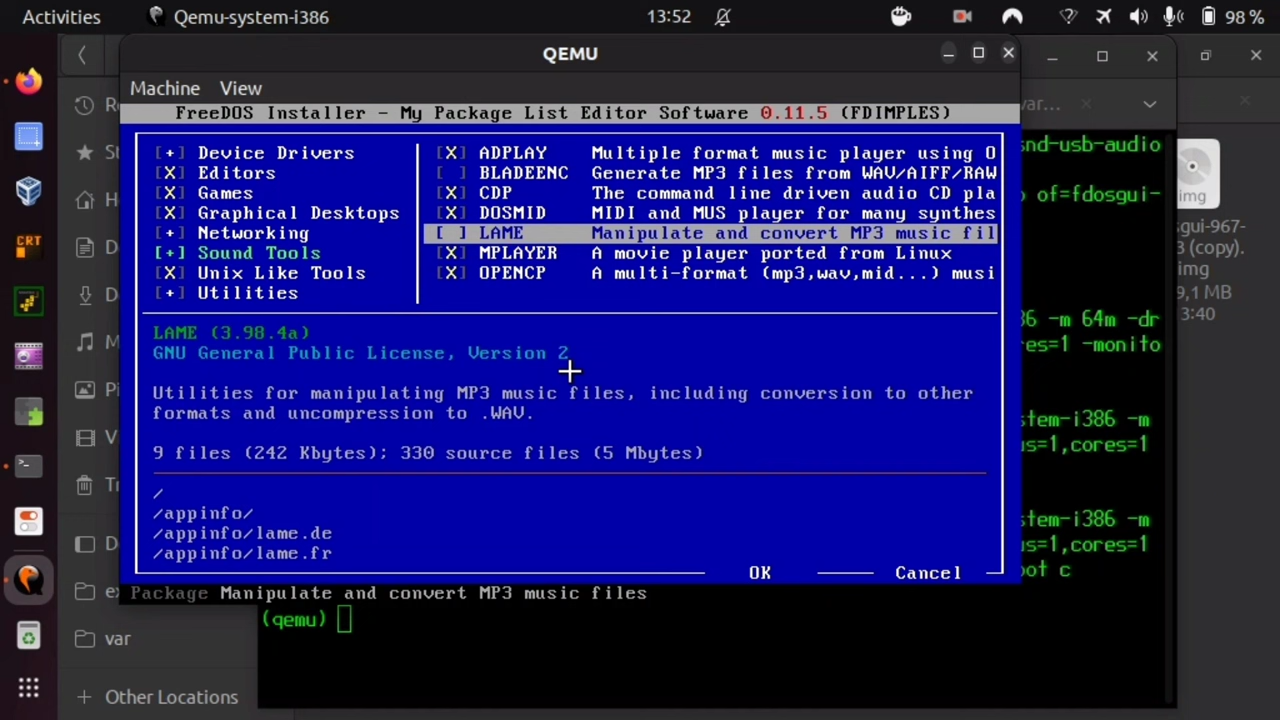 Activities
Qemu-system-i386
13:52
98 %
QEMU
Machine View
FreeDOS Installer - My Package List Editor Software 0.11.5 (FDIMPLES)
[+] Device Drivers
[X] Editors
[X] Games
[X] Graphical Desktops
[+] Networking
[+] Sound Tools
[X] Unix Like Tools
[+] Utilities
[X] ADPLAY Multiple format music player using O
[ ] BLADEENC Generate MP3 files from WAV/AIFF/RAW
[X] CDP The command line driven audio CD pla
[X] DOSMID MIDI and MUS player for many synthes
[ ] LAME Manipulate and convert MP3 music fil
[X] MPLAYER A movie player ported from Linux
[X] OPENCP A multi-format (mp3,wav,mid...) musi
LAME (3.98.4a)
GNU General Public License, Version 2
Utilities for manipulating MP3 music files, including conversion to other
formats and uncompression to .WAV.
9 files (242 Kbytes); 330 source files (5 Mbytes)
/
/appinfo/
/appinfo/lame.de
/appinfo/lame.fr
OK Cancel
Package Manipulate and convert MP3 music files
(qemu)
var...
snd-usb-audio
o of=fdosgui-
86 -m 64m -dr
res=1 -monito
stem-i386 -m
us=1,cores=1
stem-i386 -m
us=1,cores=1
oot c
img
sgui-967-
3 (copy).
img
9,1 MB
3:40
CRT
R
St
H
D
D
M
Pi
V
Tr
D
ex
var
+ Other Locations